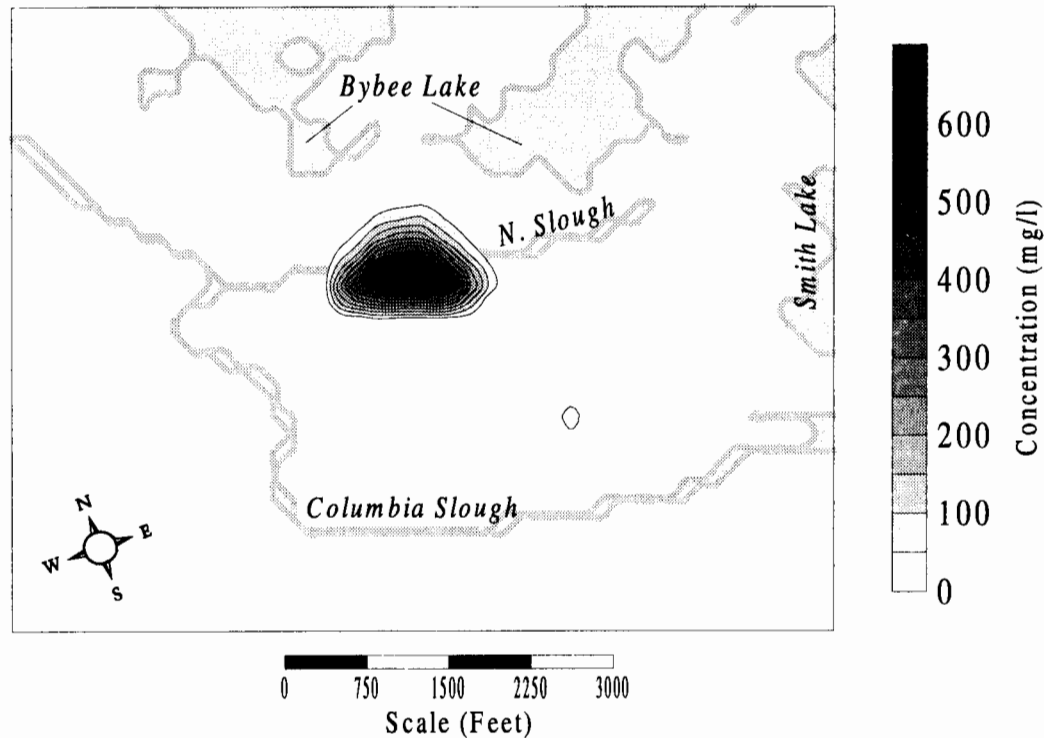 Bybee Lake
N. Slough
Smith Lake
Columbia Slough
N
E
W
S
600
500
400
300
200
100
0
Concentration (mg/l)
0 750 1500 2250 3000
Scale (Feet)